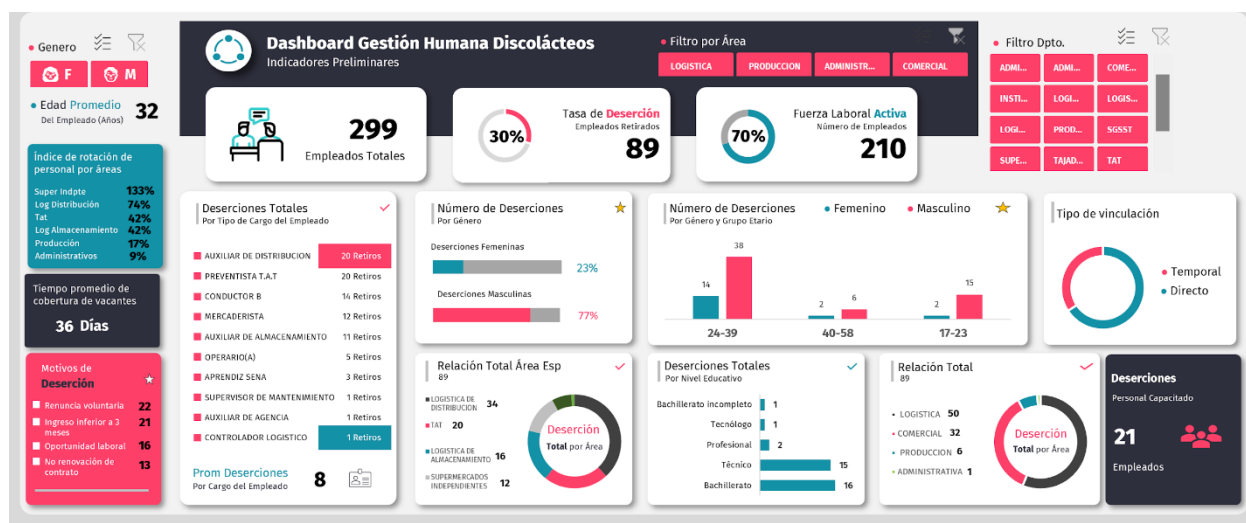 Genero
F
M
Edad Promedio
Del Empleado (Años)
32
Dashboard Gestión Humana Discolácteos
Indicadores Preliminares
Filtro por Área
LOGISTICA
PRODUCCION
ADMINISTR...
COMERCIAL
Filtro Dpto.
ADMI...
ADMI...
COME...
INSTI...
LOGI...
LOGIS...
LOGI...
PROD...
SGSST
SUPE...
TAJAD...
TAT
299
Empleados Totales
30%
Tasa de Deserción
Empleados Retirados
89
70%
Fuerza Laboral Activa
Número de Empleados
210
Índice de rotación de
personal por áreas
Super Indpte 133%
Log Distribución 74%
Tat 42%
Log Almacenamiento 42%
Producción 17%
Administrativos 9%
Tiempo promedio de
cobertura de vacantes
36 Días
Motivos de
Deserción
Renuncia voluntaria 22
Ingreso inferior a 3
meses
21
Oportunidad laboral 16
No renovación de
contrato
13
Deserciones Totales
Por Tipo de Cargo del Empleado
AUXILIAR DE DISTRIBUCION 20 Retiros
PREVENTISTA T.A.T 20 Retiros
CONDUCTOR B 14 Retiros
MERCADERISTA 12 Retiros
AUXILIAR DE ALMACENAMIENTO 11 Retiros
OPERARIO(A) 5 Retiros
APRENDIZ SENA 3 Retiros
SUPERVISOR DE MANTENIMIENTO 1 Retiros
AUXILIAR DE AGENCIA 1 Retiros
CONTROLADOR LOGISTICO 1 Retiros
Prom Deserciones
Por Cargo del Empleado
8
Número de Deserciones
Por Género
Deserciones Femeninas
23%
Deserciones Masculinas
77%
Número de Deserciones
Por Género y Grupo Etario
Femenino
Masculino
14
38
2
6
2
15
24-39
40-58
17-23
Tipo de vinculación
Temporal
Directo
Relación Total Área Esp
89
LOGISTICA DE
DISTRIBUCION
34
TAT 20
LOGISTICA DE
ALMACENAMIENTO
16
SUPERMERCADOS
INDEPENDIENTES
12
Deserción
Total por Área
Deserciones Totales
Por Nivel Educativo
Bachillerato incompleto 1
Tecnólogo 1
Profesional 2
Técnico 15
Bachillerato 16
Relación Total
89
LOGISTICA 50
COMERCIAL 32
PRODUCCION 6
ADMINISTRATIVA 1
Deserción
Total por Área
Deserciones
Personal Capacitado
21
Empleados